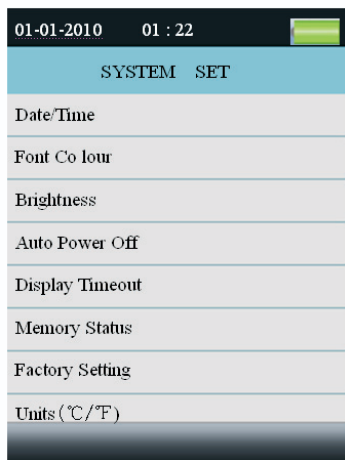 01-01-2010 01 : 22
SYSTEM SET
Date/Time
Font Co lour
Brightness
Auto Power Off
Display Timeout
Memory Status
Factory Setting
Units(℃/℉)